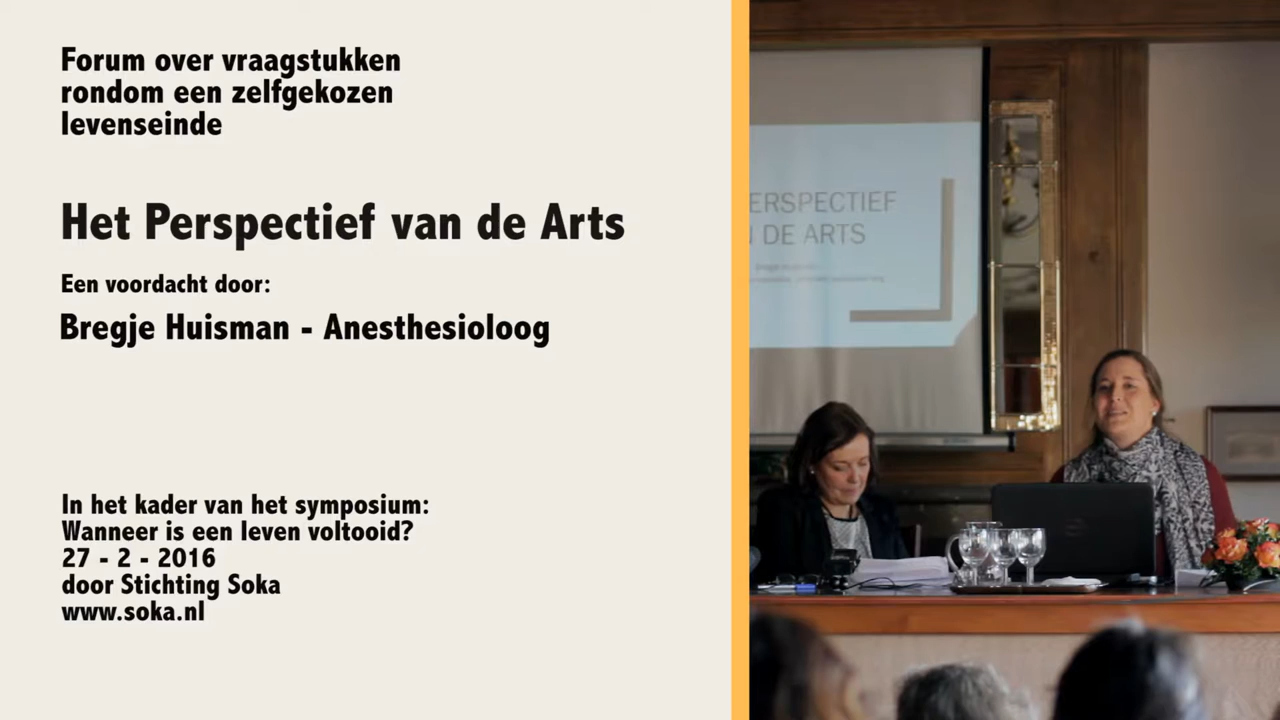 Forum over vraagstukken
rondom een zelfgekozen
levenseinde
Het Perspectief van de Arts
Een voordacht door:
Bregje Huisman - Anesthesioloog
In het kader van het symposium:
Wanneer is een leven voltooid?
27 - 2 - 2016
door Stichting Soka
www.soka.nl
ERSPECTIEF
DE ARTS